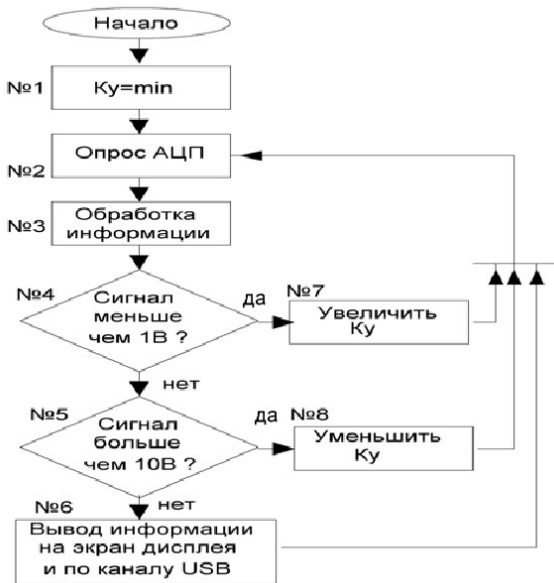 Начало
№1
Ку=min
Опрос АЦП
№2
№3
Обработка
информации
№4
Сигнал
меньше
чем 1В ?
да
№7
Увеличить
Ку
нет
№5
Сигнал
больше
чем 10В ?
да
№8
Уменьшить
Ку
№6
нет
Вывод информации
на экран дисплея
и по каналу USB